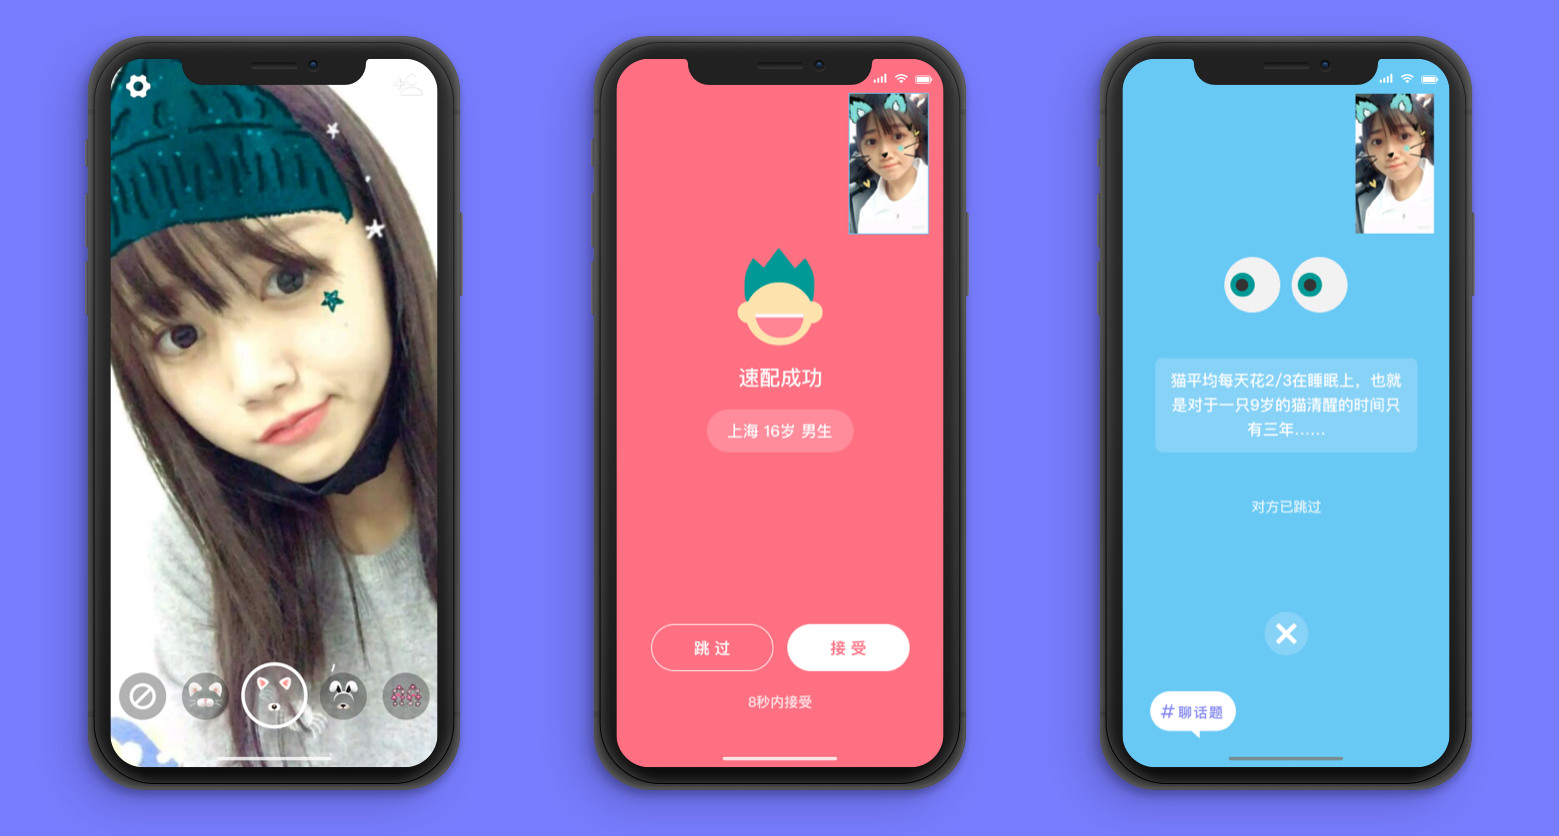 速配成功
上海 16岁 男生
跳 过
接 受
8秒内接受
猫平均每天花2/3在睡眠上，也就
是对于一只9岁的猫清醒的时间只
有三年……
对方已跳过
# 聊话题